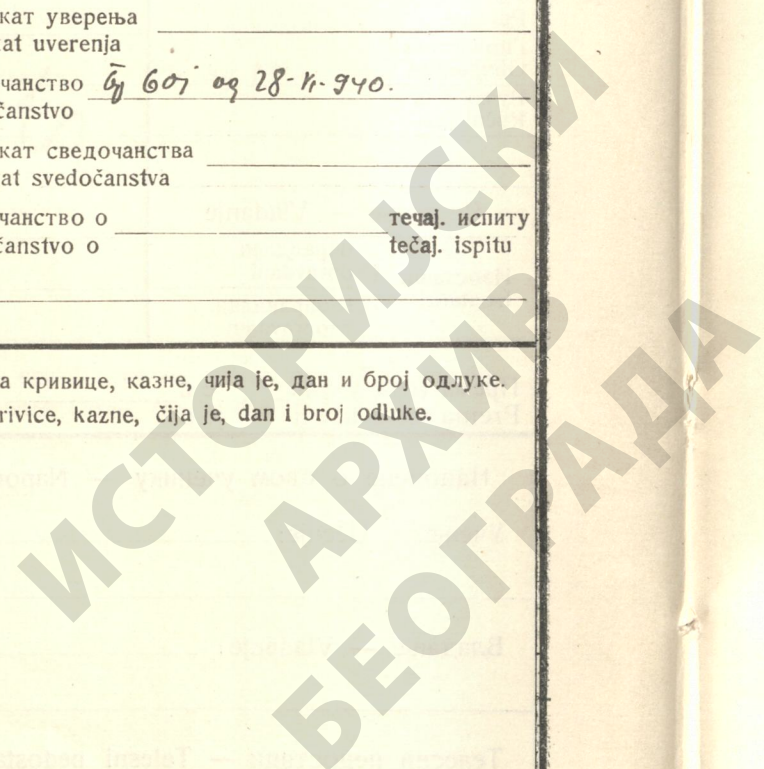 кат уверења
at uverenja
чанство бј 601 од 28-VI-940.
čanstvo
кат сведочанства
at svedočanstva
чанство о течај. испиту
čanstvo o tečaj. ispitu
а кривице, казне, чија је, дан и број одлуке.
rivice, kazne, čija je, dan i broj odluke.
ИСТОРИЈСКИ
АРХИВ
БЕОГРАДА